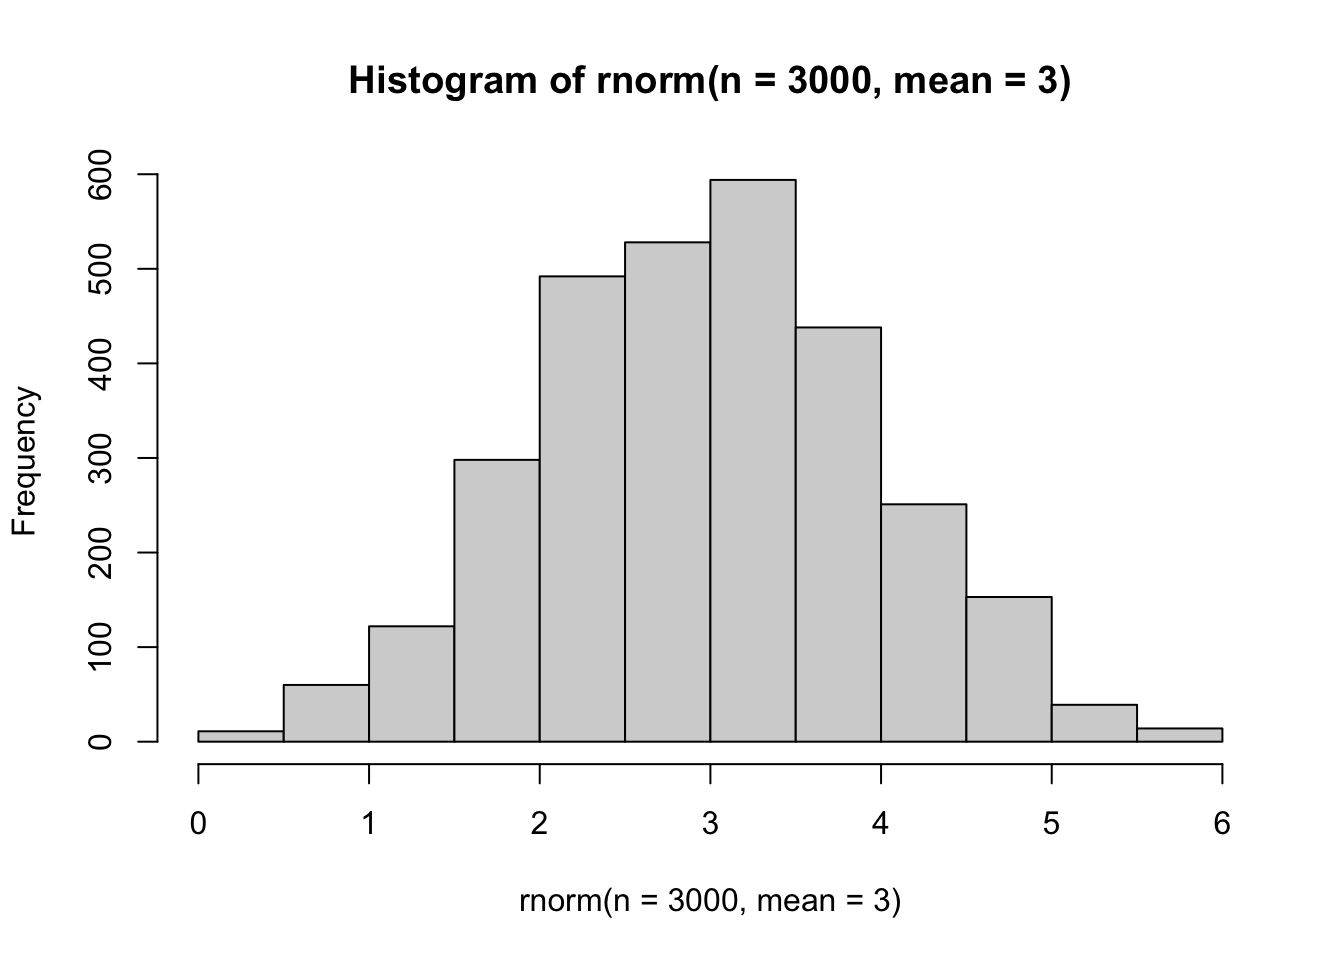 Histogram of rnorm(n = 3000, mean = 3)
Frequency
600
500
400
300
200
100
0
0 1 2 3 4 5 6
rnorm(n = 3000, mean = 3)